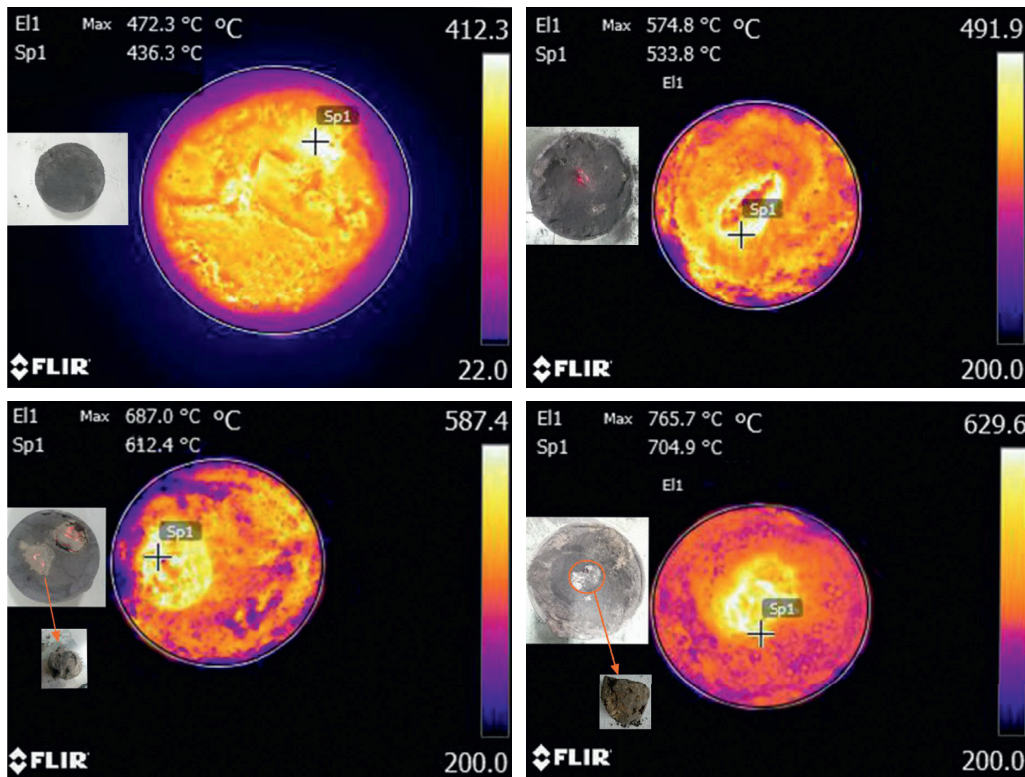 El1 Max 472.3 °C °C 412.3
Sp1 436.3 °C
Sp1
FLIR 22.0
El1 Max 574.8 °C °C 491.9
Sp1 533.8 °C
El1
Sp1
FLIR 200.0
El1 Max 687.0 °C °C 587.4
Sp1 612.4 °C
Sp1
FLIR 200.0
El1 Max 765.7 °C °C 629.6
Sp1 704.9 °C
El1
Sp1
FLIR 200.0